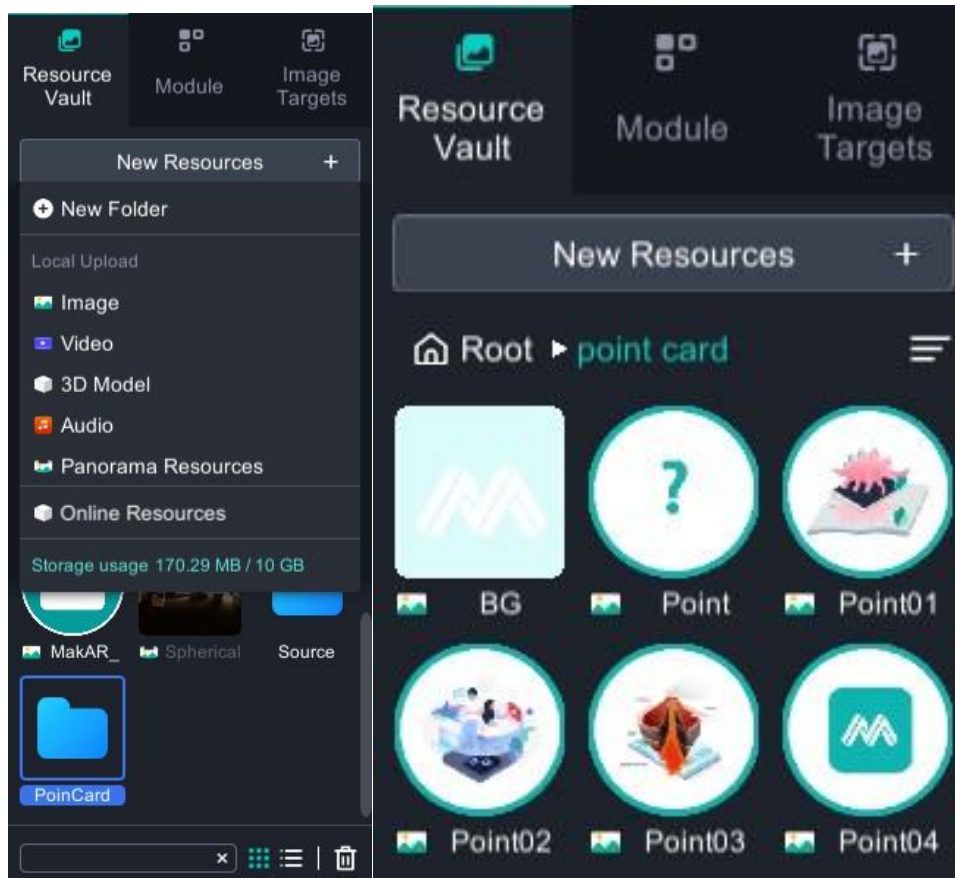 Resource
Vault
Module
Image
Targets
New Resources +
New Folder
Local Upload
Image
Video
3D Model
Audio
Panorama Resources
Online Resources
Storage usage 170.29 MB / 10 GB
MakAR_
Spherical
Source
PoinCard
Resource
Vault
Module
Image
Targets
New Resources +
Root ▶ point card
?
BG
Point
Point01
Point02
Point03
Point04